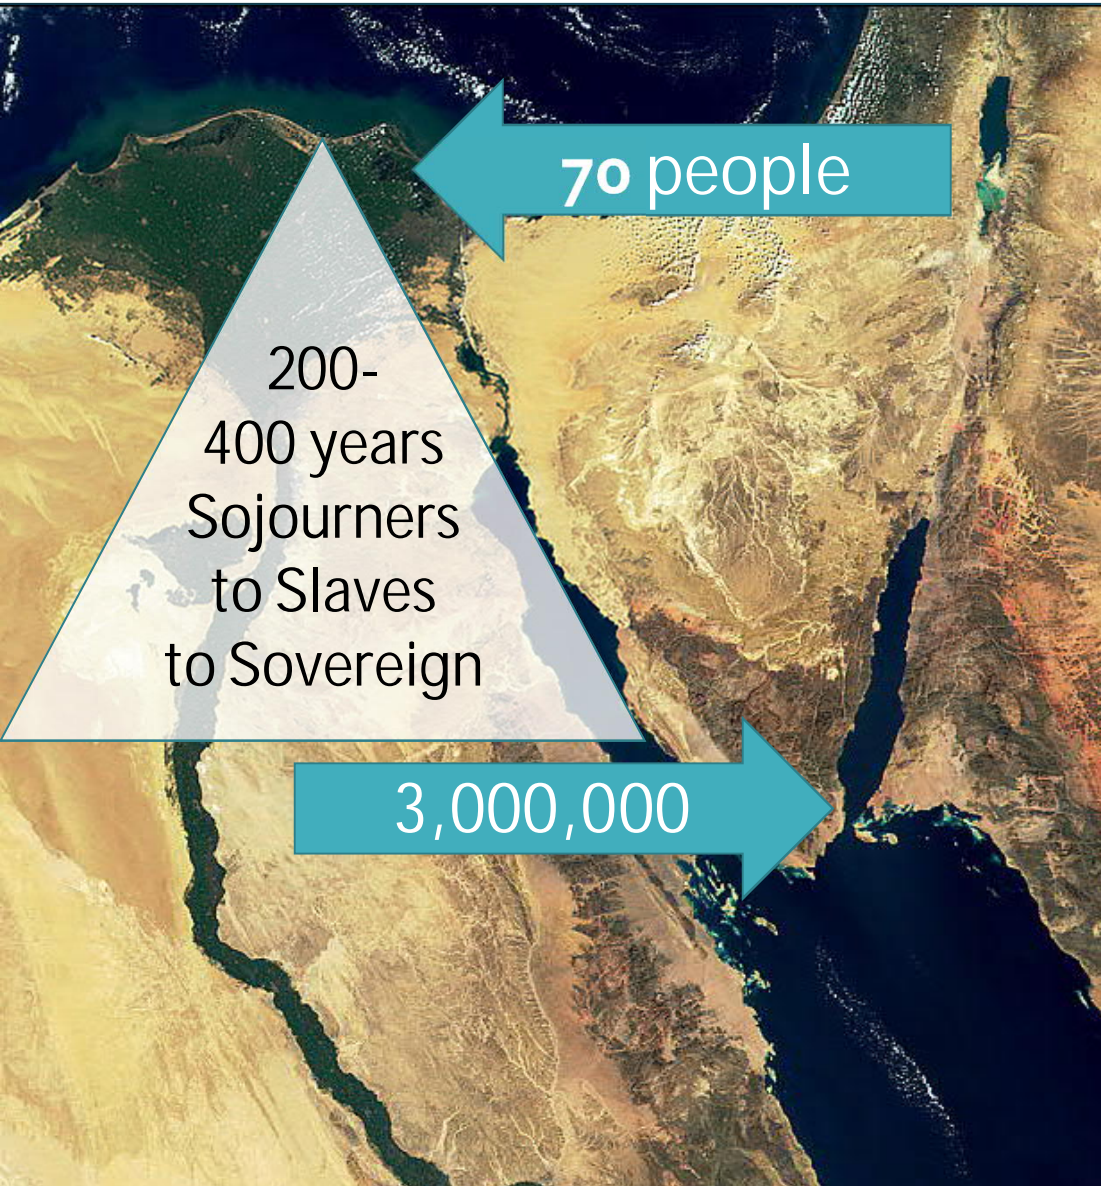 70 people
200-
400 years
Sojourners
to Slaves
to Sovereign
3,000,000